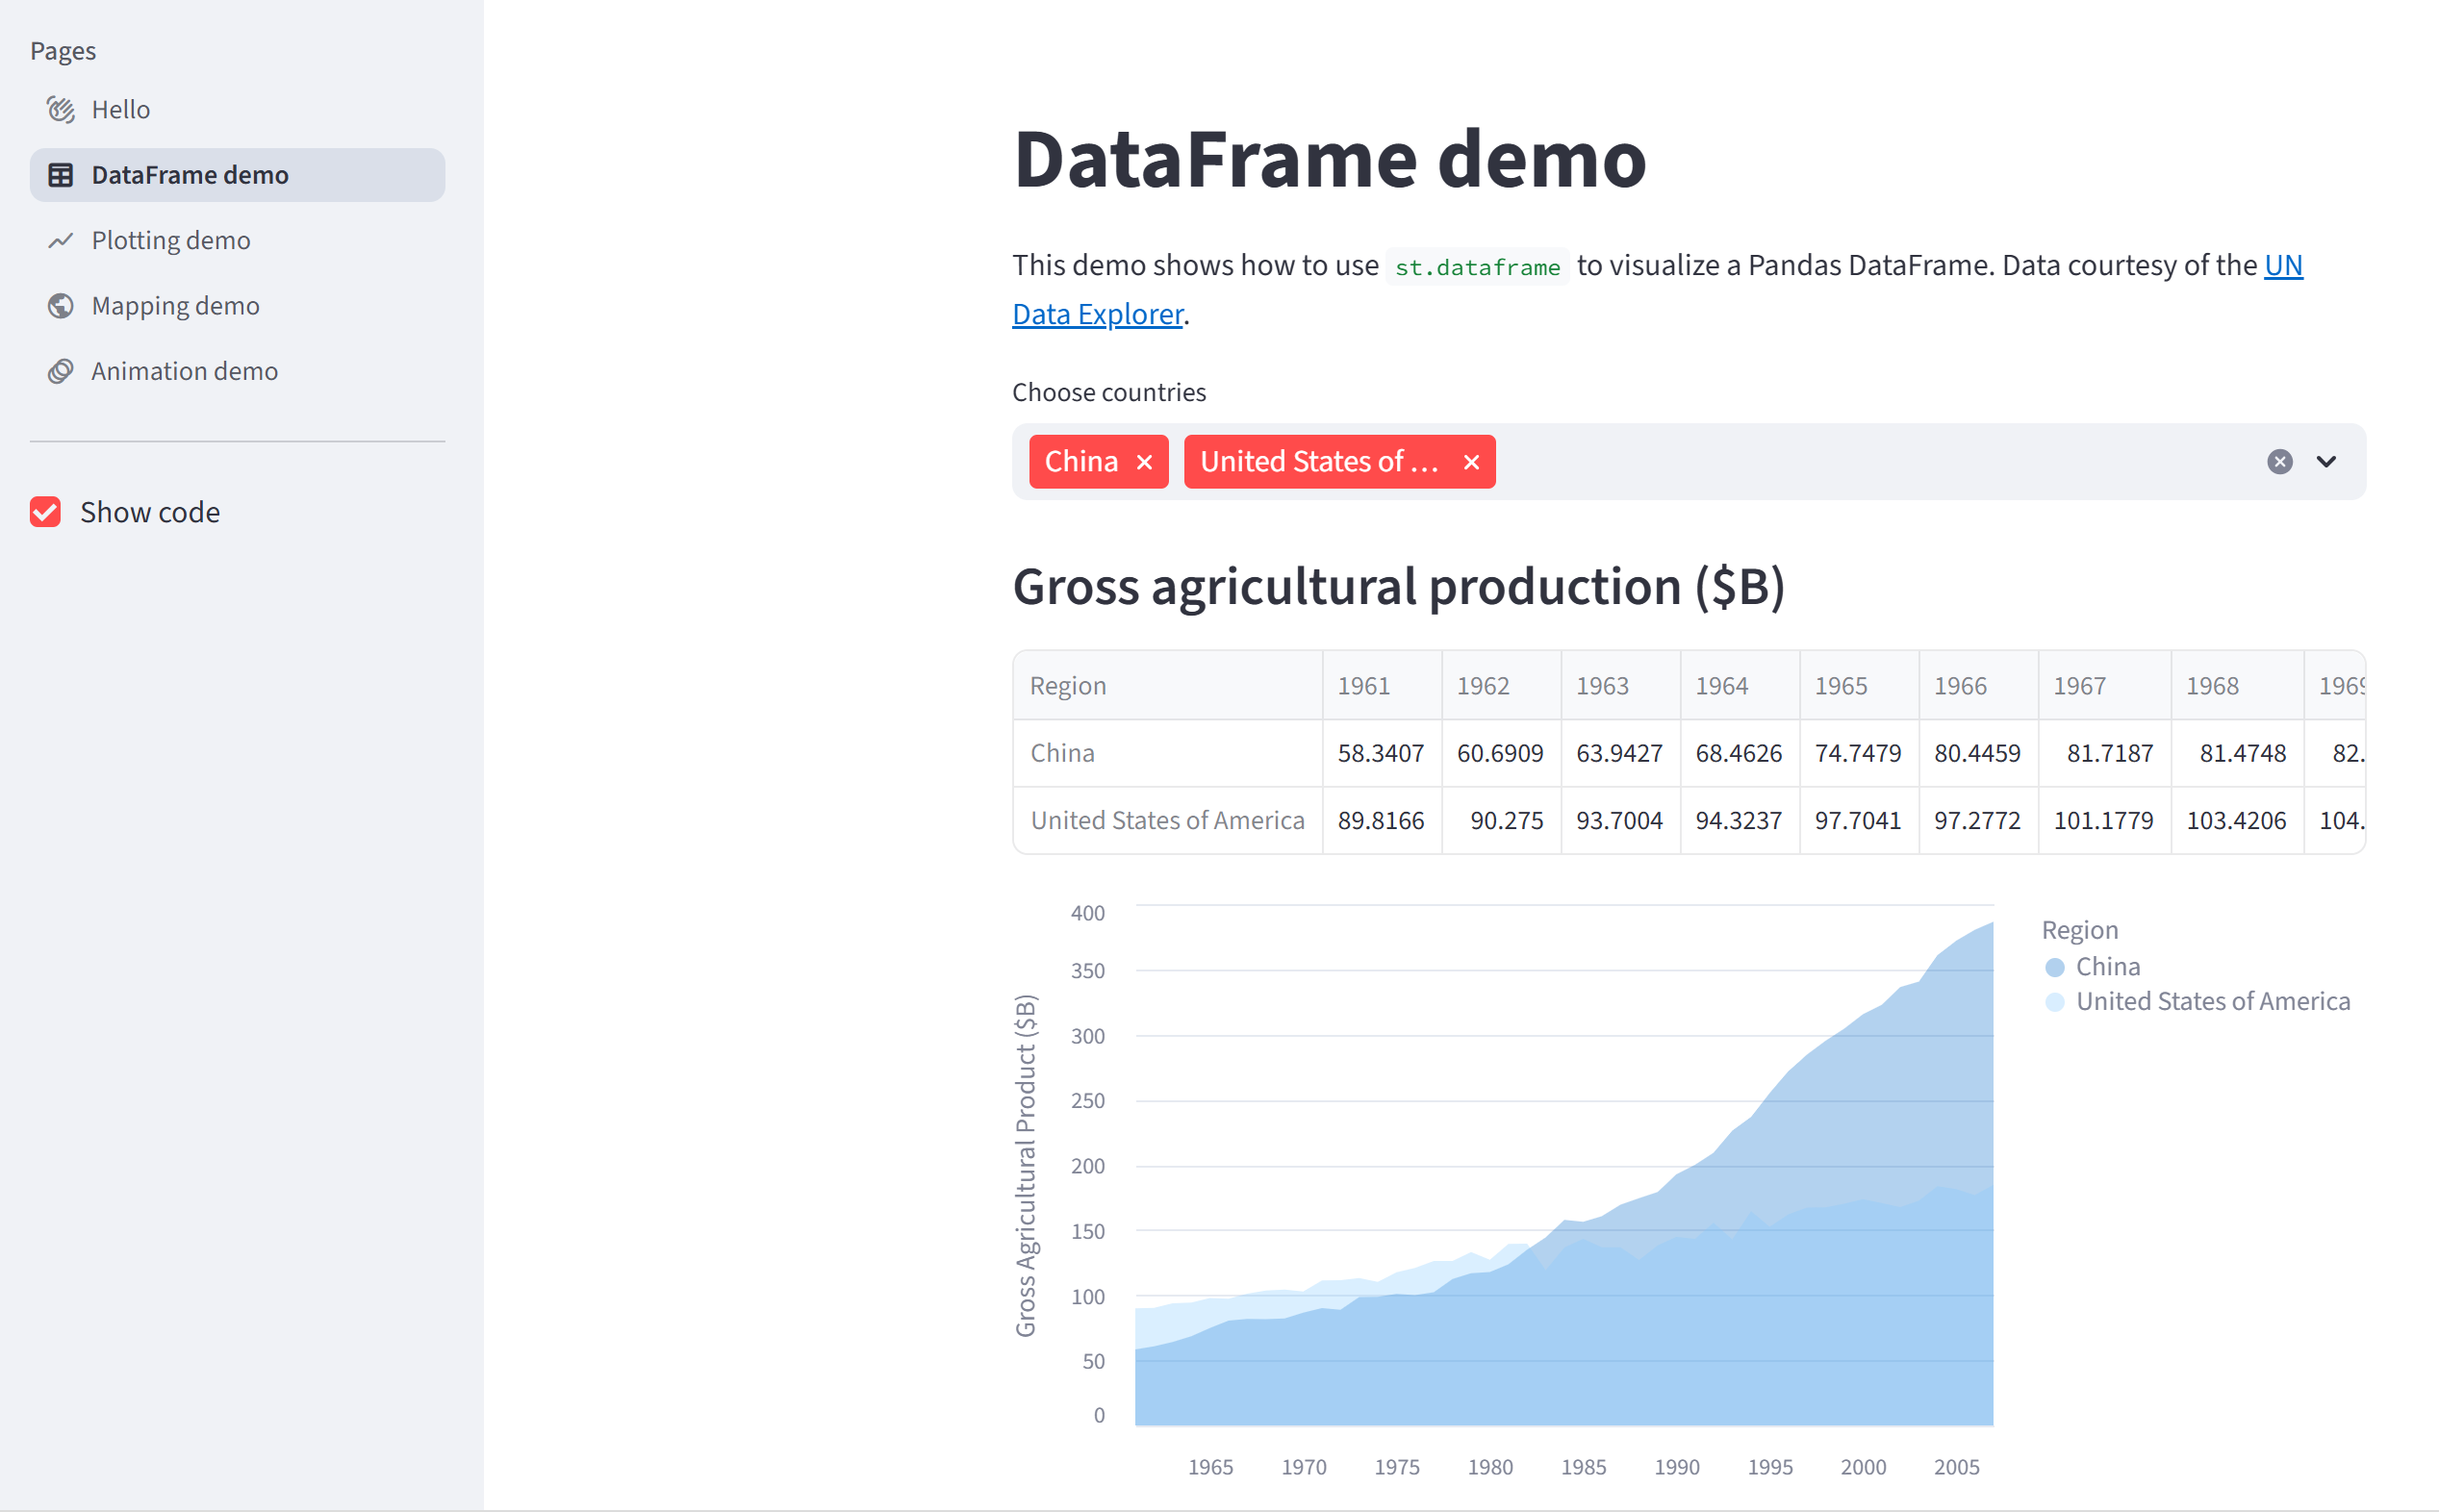 Pages
Hello
DataFrame demo
Plotting demo
Mapping demo
Animation demo
Show code
DataFrame demo
This demo shows how to use st.dataframe to visualize a Pandas DataFrame. Data courtesy of the UN
Data Explorer.
Choose countries
China United States of ...
Gross agricultural production ($B)
Region 1961 1962 1963 1964 1965 1966 1967 1968
China 58.3407 60.6909 63.9427 68.4626 74.7479 80.4459 81.7187 81.4748 82.
United States of America 89.8166 90.275 93.7004 94.3237 97.7041 97.2772 101.1779 103.4206 104.
Gross Agricultural Product ($B)
400
350
300
250
200
150
100
50
0
1965 1970 1975 1980 1985 1990 1995 2000 2005
Region
China
United States of America